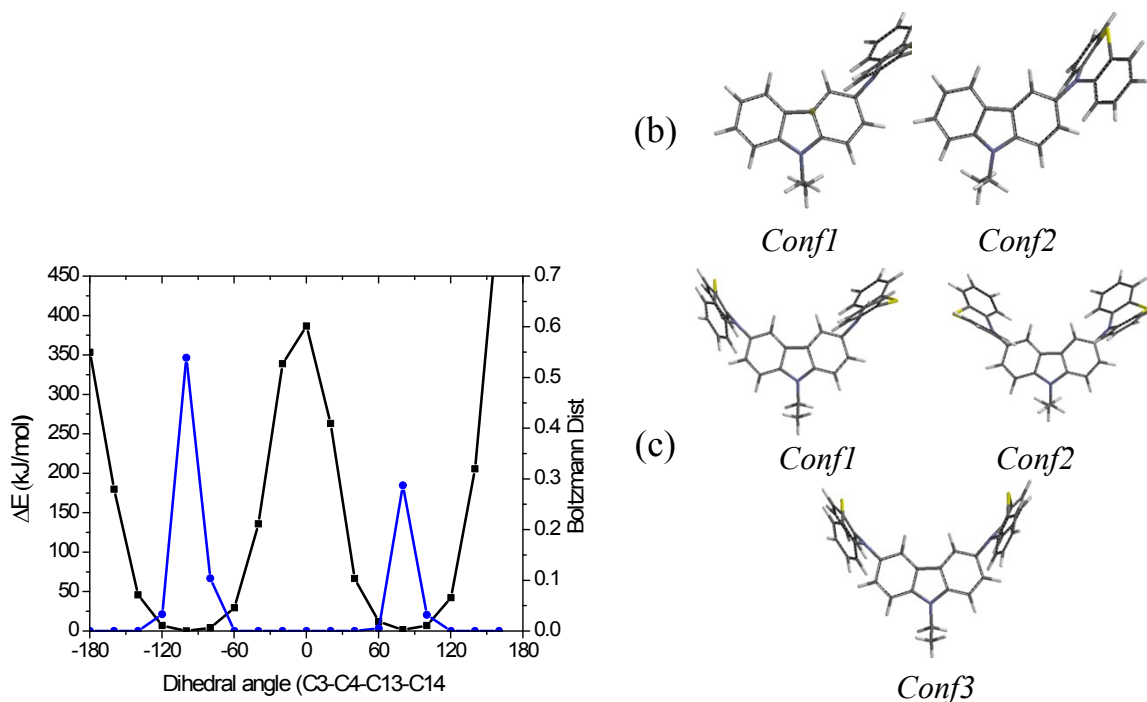 450
400
350
300
250
200
150
100
50
0
ΔE (kJ/mol)
0.7
0.6
0.5
0.4
0.3
0.2
0.1
0.0
Boltzmann Dist
-180 -120 -60 0 60 120 180
Dihedral angle (C3-C4-C13-C14
(b)
Conf1 Conf2
(c)
Conf1 Conf2
Conf3